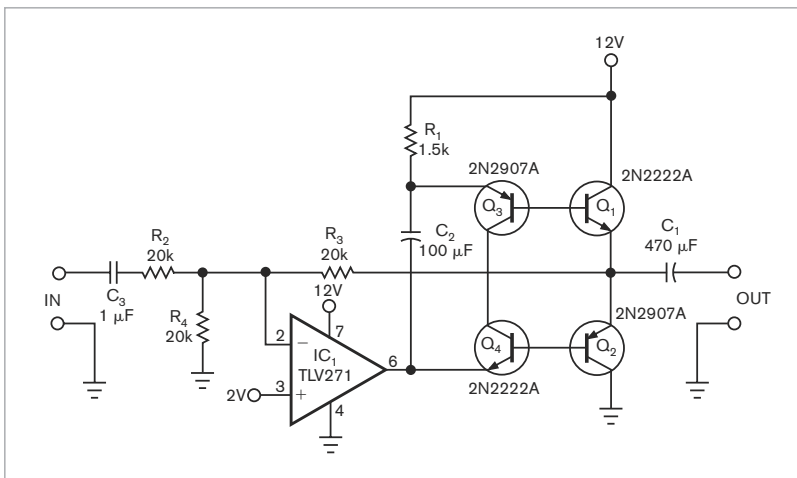 12V
R1
1.5k
2N2907A
2N2222A
Q3
Q1
C2
100 µF
C1
470 µF
R2
20k
R3
20k
12V
IN
C3
1 µF
R4
20k
OUT
2N2907A
7
2
−
IC1
TLV271
6
Q4
Q2
2V
3
+
4
2N2222A